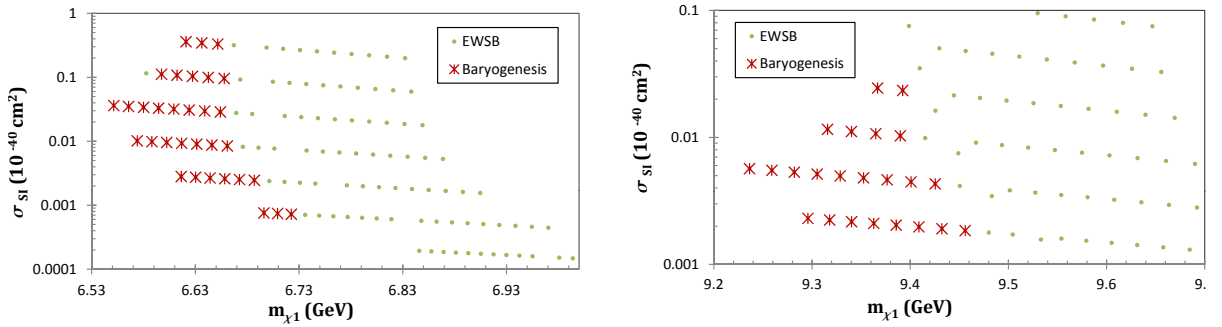 1
0.1
0.01
0.001
0.0001
σ SI (10 -40 cm2)
EWSB
Baryogenesis
6.53
6.63
6.73
6.83
6.93
mχ1 (GeV)
0.1
0.01
0.001
σ SI (10 -40 cm2)
EWSB
Baryogenesis
9.2
9.3
9.4
9.5
9.6
9.
mχ1 (GeV)